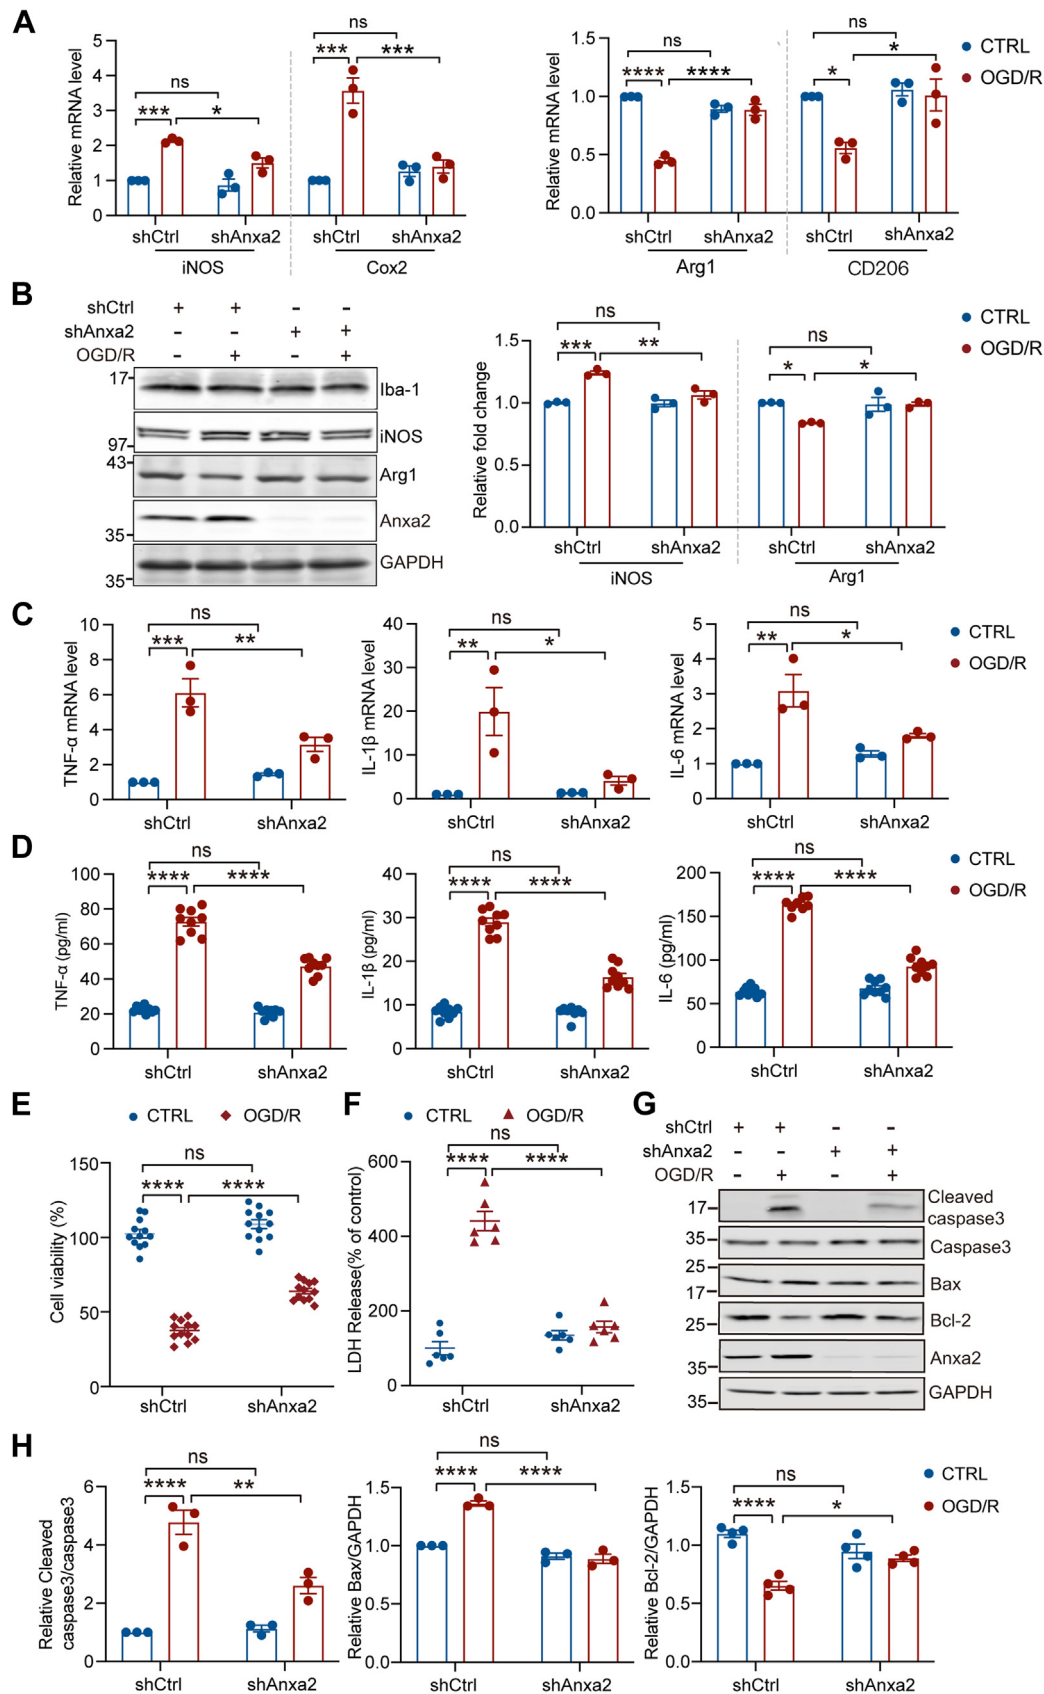 A
Relative mRNA level
5
4
3
2
1
0
ns
***
*
ns
***
***
shCtrl shAnxa2 shCtrl shAnxa2
iNOS Cox2
Relative mRNA level
1.5
1.0
0.5
0.0
ns
****
****
ns
*
*
shCtrl shAnxa2 shCtrl shAnxa2
Arg1 CD206
CTRL
OGD/R
B
shCtrl + + - -
shAnxa2 - - + +
OGD/R - + - +
17 Iba-1
97 iNOS
43 Arg1
35 Anxa2
35 GAPDH
Relative fold change
1.5
1.0
0.5
0.0
ns
***
**
ns
*
*
shCtrl shAnxa2 shCtrl shAnxa2
iNOS Arg1
CTRL
OGD/R
C
TNF-α mRNA level
10
8
6
4
2
0
ns
***
**
shCtrl shAnxa2
IL-1β mRNA level
40
30
20
10
0
ns
**
*
shCtrl shAnxa2
IL-6 mRNA level
5
4
3
2
1
0
ns
**
*
shCtrl shAnxa2
CTRL
OGD/R
D
TNF-α (pg/ml)
100
80
60
40
20
0
ns
****
****
shCtrl shAnxa2
IL-1β (pg/ml)
40
30
20
10
0
ns
****
****
shCtrl shAnxa2
IL-6 (pg/ml)
200
150
100
50
0
ns
****
****
shCtrl shAnxa2
CTRL
OGD/R
E
CTRL OGD/R
Cell viability (%)
150
100
50
0
ns
****
****
shCtrl shAnxa2
F
CTRL OGD/R
LDH Release(% of control)
600
400
200
0
ns
****
****
shCtrl shAnxa2
G
shCtrl + + - -
shAnxa2 - - + +
OGD/R - + - +
17 Cleaved
caspase3
35 Caspase3
25
17 Bax
25 Bcl-2
35 Anxa2
35 GAPDH
H
Relative Cleaved
caspase3/caspase3
6
4
2
0
ns
****
**
shCtrl shAnxa2
Relative Bax/GAPDH
1.5
1.0
0.5
0.0
ns
****
****
shCtrl shAnxa2
Relative Bcl-2/GAPDH
1.5
1.0
0.5
0.0
ns
****
*
shCtrl shAnxa2
CTRL
OGD/R